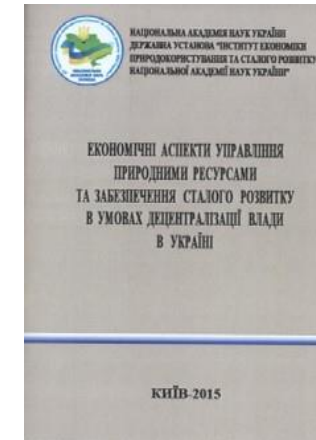 НАЦІОНАЛЬНА АКАДЕМІЯ НАУК УКРАЇНИ
ДЕРЖАВНА УСТАНОВА "ІНСТИТУТ ЕКОНОМІКИ
ПРИРОДОКОРИСТУВАННЯ ТА СТАЛОГО РОЗВИТКУ
НАЦІОНАЛЬНОЇ АКАДЕМІЇ НАУК УКРАЇНИ"
ЕКОНОМІЧНІ АСПЕКТИ УПРАВЛІННЯ
ПРИРОДНИМИ РЕСУРСАМИ
ТА ЗАБЕЗПЕЧЕННЯ СТАЛОГО РОЗВИТКУ
В УМОВАХ ДЕЦЕНТРАЛІЗАЦІЇ ВЛАДИ
В УКРАЇНІ
КИЇВ-2015